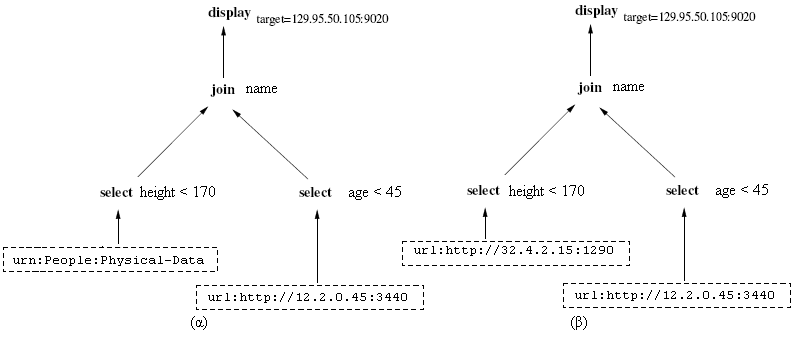 display target=129.95.50.105:9020
join name
select height < 170
select age < 45
urn:People:Physical-Data
url:http://12.2.0.45:3440
(α)
display target=129.95.50.105:9020
join name
select height < 170
select age < 45
url:http://32.4.2.15:1290
url:http://12.2.0.45:3440
(β)